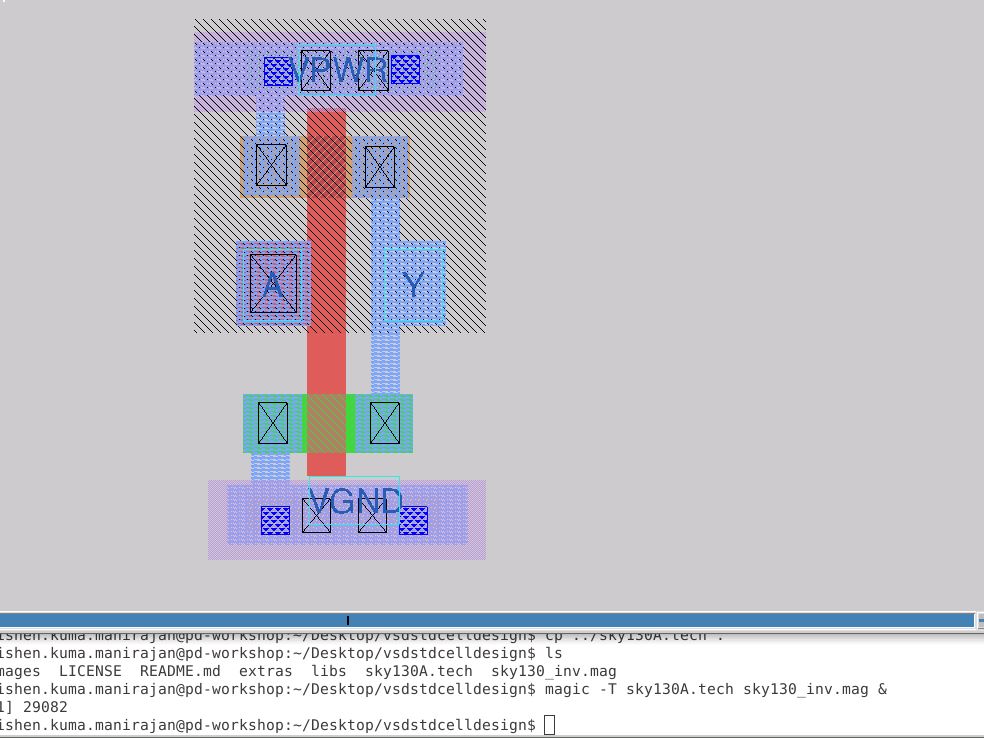 VPWR
A
Y
VGND
ishen.kuma.manirajan@pd-workshop:~/Desktop/vsdstdcelldesign$ cp ../sky130A.tech .
ishen.kuma.manirajan@pd-workshop:~/Desktop/vsdstdcelldesign$ ls
mages  LICENSE  README.md  extras  libs  sky130A.tech  sky130_inv.mag
ishen.kuma.manirajan@pd-workshop:~/Desktop/vsdstdcelldesign$ magic -T sky130A.tech sky130_inv.mag &
1] 29082
ishen.kuma.manirajan@pd-workshop:~/Desktop/vsdstdcelldesign$